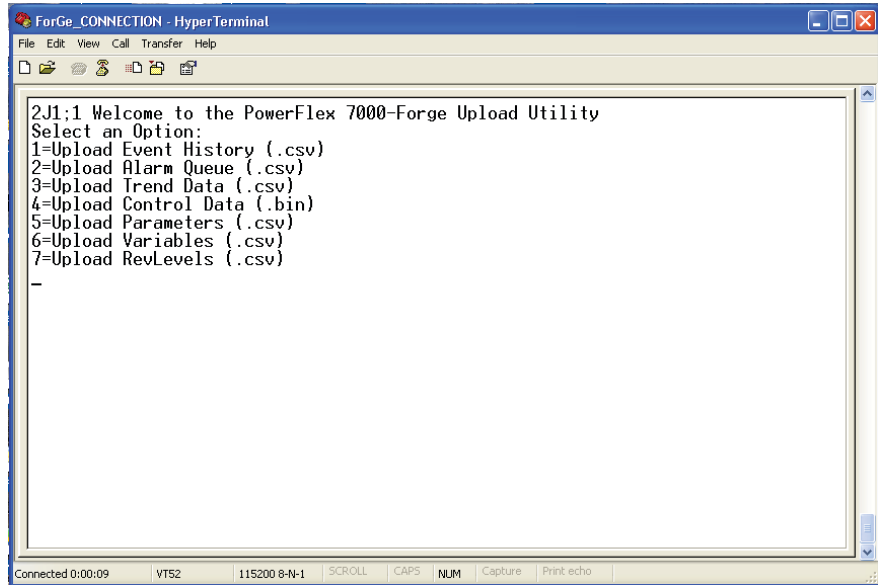 ForGe_CONNECTION - HyperTerminal
File Edit View Call Transfer Help
2J1;1 Welcome to the PowerFlex 7000-Forge Upload Utility
Select an Option:
1=Upload Event History (.csv)
2=Upload Alarm Queue (.csv)
3=Upload Trend Data (.csv)
4=Upload Control Data (.bin)
5=Upload Parameters (.csv)
6=Upload Variables (.csv)
7=Upload RevLevels (.csv)
_
Connected 0:00:09 VT52 115200 8-N-1 SCROLL CAPS NUM Capture Print echo